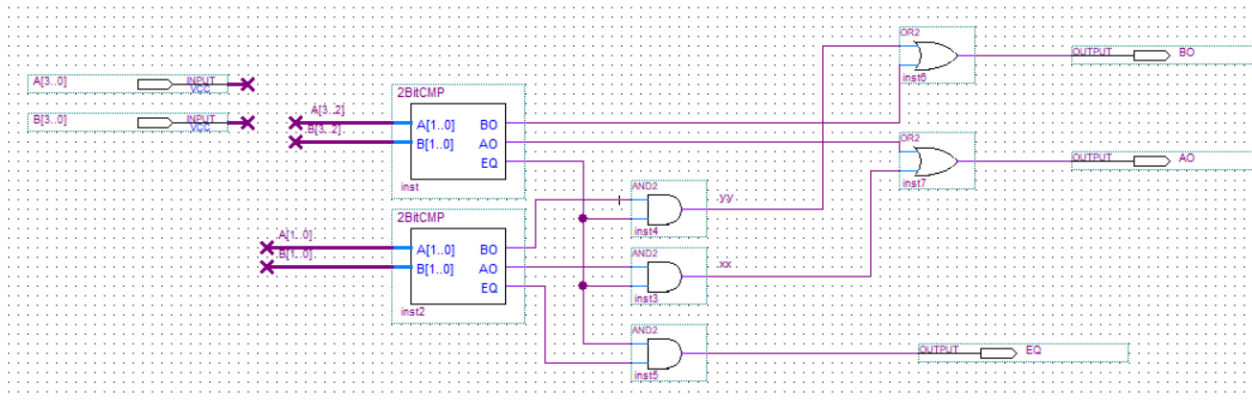 A[3..0] INPUT VCC
B[3..0] INPUT VCC
2BitCMP
A[3..2]
B[3..2]
A[1..0] BO
B[1..0] AO
EQ
inst
2BitCMP
A[1..0]
B[1..0]
A[1..0] BO
B[1..0] AO
EQ
inst2
AND2
yy
inst4
AND2
xx
inst3
AND2
inst5
OR2
inst6
OUTPUT BO
OR2
inst7
OUTPUT AO
OUTPUT EQ